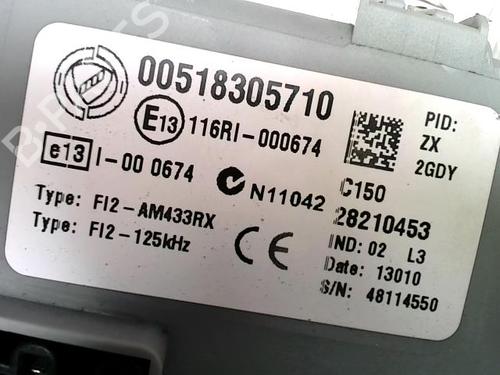 00518305710
E13 116RI-000674
e13 I-00 0674
N11042
Type: FI2-AM433RX
Type: FI2-125kHz
CE
PID:
ZX
2GDY
C150
28210453
IND: 02 L3
Date: 13010
S/N: 48114550